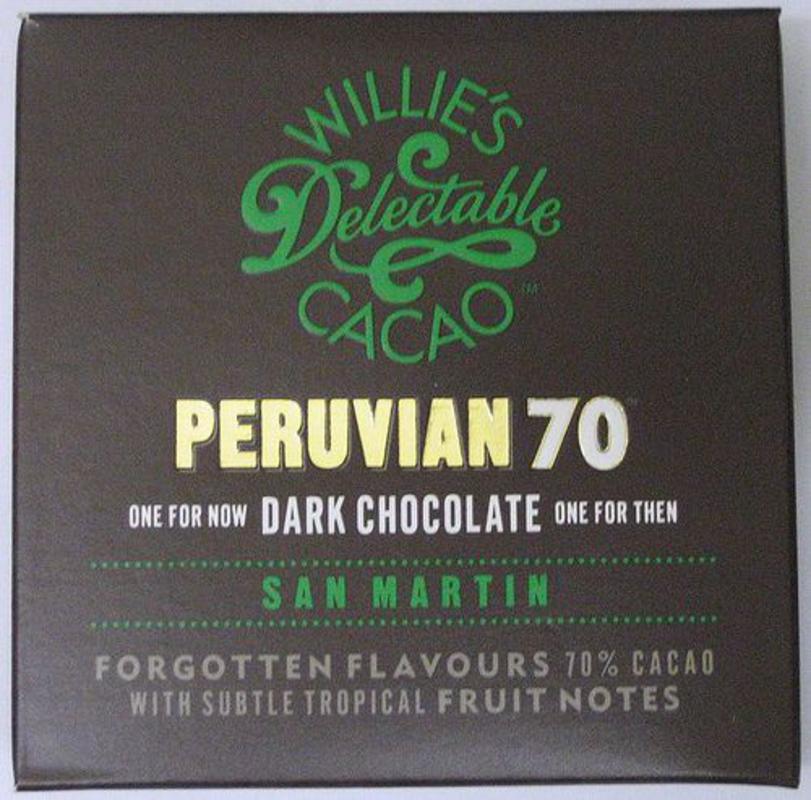 WILLIE'S
Delectable
CACAO™
PERUVIAN 70
ONE FOR NOW DARK CHOCOLATE ONE FOR THEN
SAN MARTIN
FORGOTTEN FLAVOURS 70% CACAO
WITH SUBTLE TROPICAL FRUIT NOTES